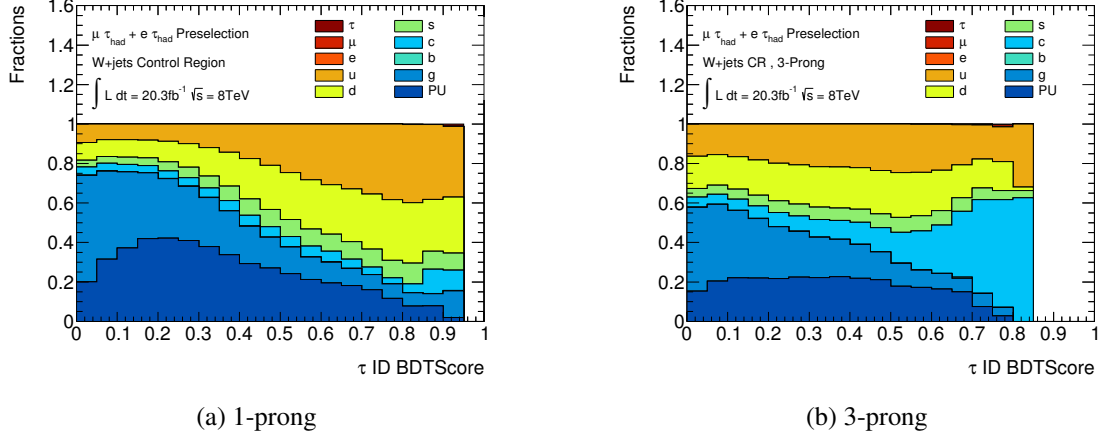 Fractions
1.6
1.4
1.2
1
0.8
0.6
0.4
0.2
0
μ τhad + e τhad Preselection
W+jets Control Region
∫ L dt = 20.3fb⁻¹ √s = 8TeV
τ s
μ c
e b
u g
d PU
0 0.1 0.2 0.3 0.4 0.5 0.6 0.7 0.8 0.9 1
τ ID BDTScore
(a) 1-prong
Fractions
1.6
1.4
1.2
1
0.8
0.6
0.4
0.2
0
μ τhad + e τhad Preselection
W+jets CR , 3-Prong
∫ L dt = 20.3fb⁻¹ √s = 8TeV
τ s
μ c
e b
u g
d PU
0 0.1 0.2 0.3 0.4 0.5 0.6 0.7 0.8 0.9 1
τ ID BDTScore
(b) 3-prong